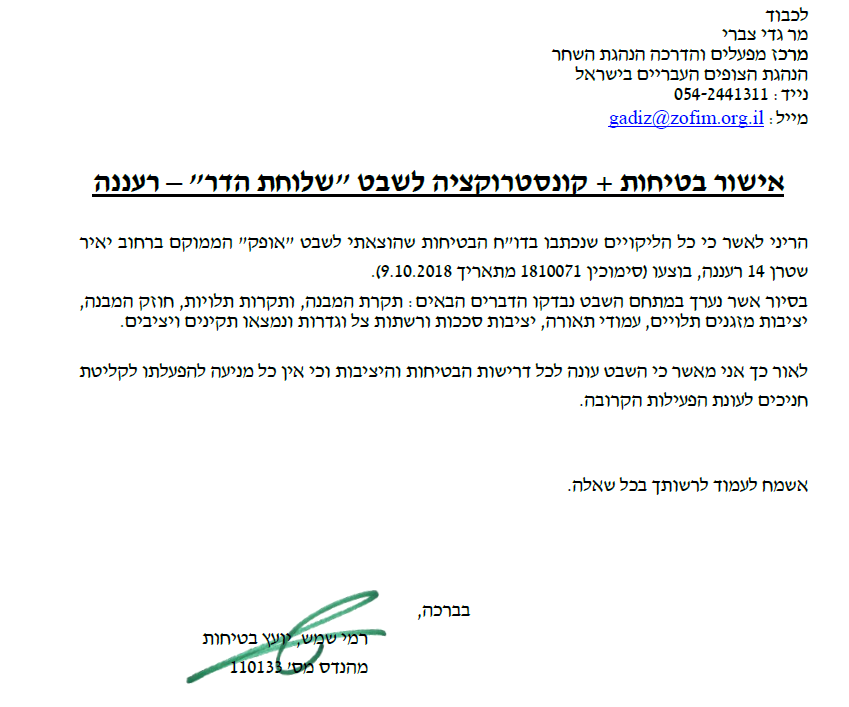 לכבוד
מר גדי צברי
מרכז מפעלים והדרכה הנהגת השחר
הנהגת הצופים העבריים בישראל
נייד : 054-2441311
מייל : gadiz@zofim.org.il
אישור בטיחות + קונסטרוקציה לשבט "שלוחת הדר" – רעננה
הריני לאשר כי כל הליקויים שנכתבו בדו"ח הבטיחות שהוצאתי לשבט "אופק" הממוקם ברחוב יאיר
שטרן 14 רעננה, בוצעו (סימוכין 1810071 מתאריך 9.10.2018).
בסיור אשר נערך במתחם השבט נבדקו הדברים הבאים : תקרת המבנה, ותקרות תלויות, חוזק המבנה,
יציבות מזגנים תלויים, עמודי תאורה, יציבות סככות ורשתות צל וגדרות ונמצאו תקינים ויציבים.
לאור כך אני מאשר כי השבט עונה לכל דרישות הבטיחות והיציבות וכי אין כל מניעה להפעלתו לקליטת
חניכים לעונת הפעילות הקרובה.
אשמח לעמוד לרשותך בכל שאלה.
בברכה,
רמי שמש, יועץ בטיחות
מהנדס מס' 110133